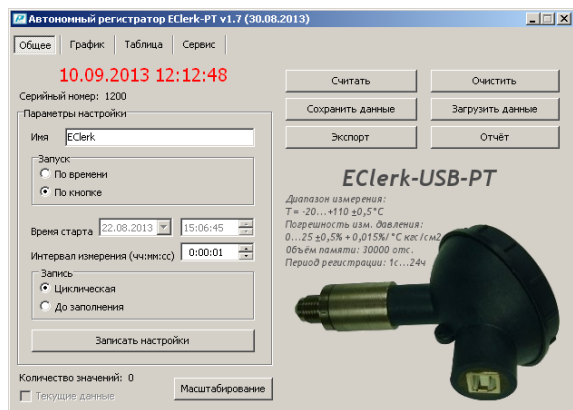 Автономный регистратор EClerk-PT v1.7 (30.08.2013)
Общее График Таблица Сервис
10.09.2013 12:12:48
Серийный номер: 1200
Параметры настройки
Имя EClerk
Запуск
По времени
По кнопке
Время старта 22.08.2013 15:06:45
Интервал измерения (чч:мм:сс) 0:00:01
Запись
Циклическая
До заполнения
Записать настройки
Количество значений: 0
Текущие данные
Масштабирование
Считать Очистить
Сохранить данные Загрузить данные
Экспорт Отчёт
EClerk-USB-PT
Диапазон измерения:
T = -20...+110 ±0,5°C
Погрешность изм. давления:
0...25 ±0,5% + 0,015%/°C кгс/см2
Объём памяти: 30000 отс.
Период регистрации: 1с...24ч